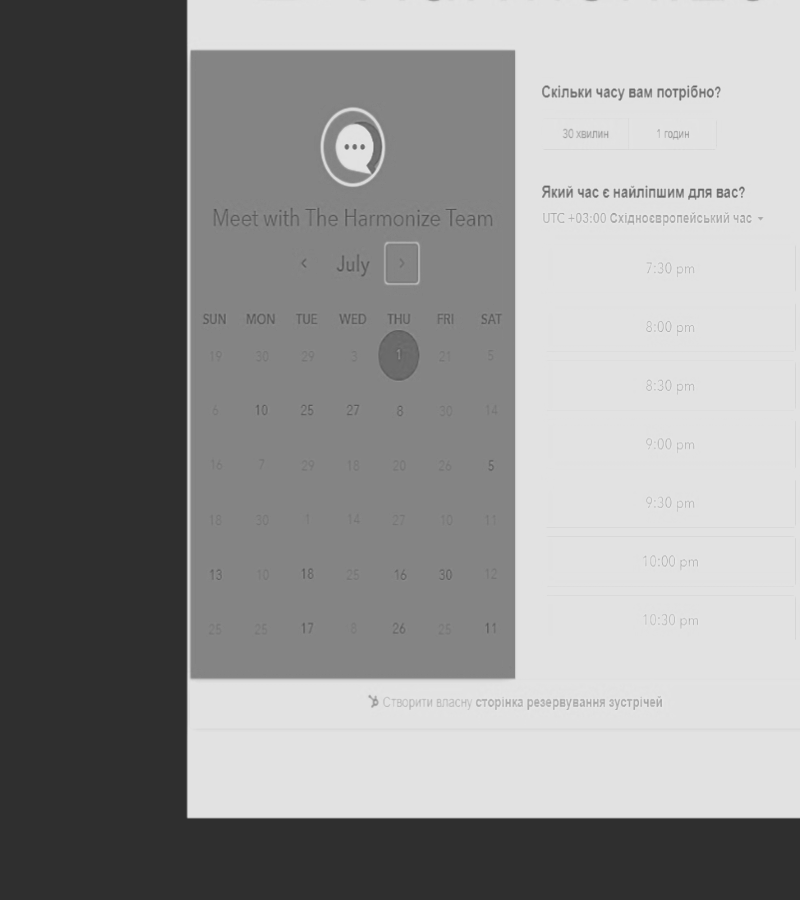 Meet with The Harmonize Team
July
SUN MON TUE WED THU FRI SAT
19 30 29 3 1 21 5
6 10 25 27 8 30 14
16 7 29 18 20 26 5
18 30 1 14 27 10 11
13 10 18 25 16 30 12
25 25 17 8 26 25 11
Скільки часу вам потрібно?
30 хвилин 1 годин
Який час є найліпшим для вас?
UTC +03:00 Східноєвропейський час
7:30 pm
8:00 pm
8:30 pm
9:00 pm
9:30 pm
10:00 pm
10:30 pm
Створити власну сторінка резервування зустрічей